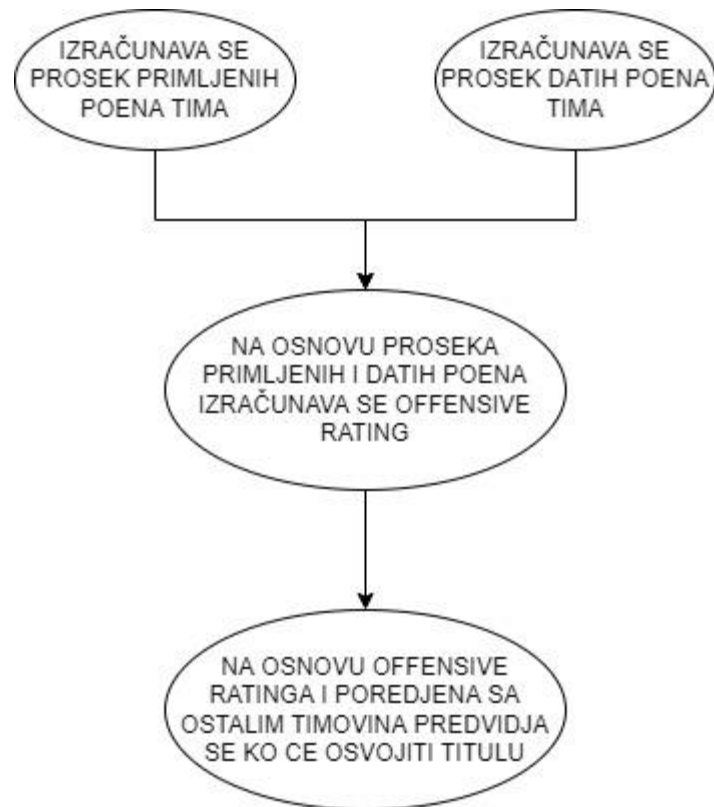 IZRAČUNAVA SE
PROSEK PRIMLJENIH
POENA TIMA
IZRAČUNAVA SE
PROSEK DATIH POENA
TIMA
NA OSNOVU PROSEKA
PRIMLJENIH I DATIH POENA
IZRAČUNAVA SE OFFENSIVE
RATING
NA OSNOVU OFFENSIVE
RATINGA I POREDJENA SA
OSTALIM TIMOVINA PREDVIDJA
SE KO CE OSVOJITI TITULU